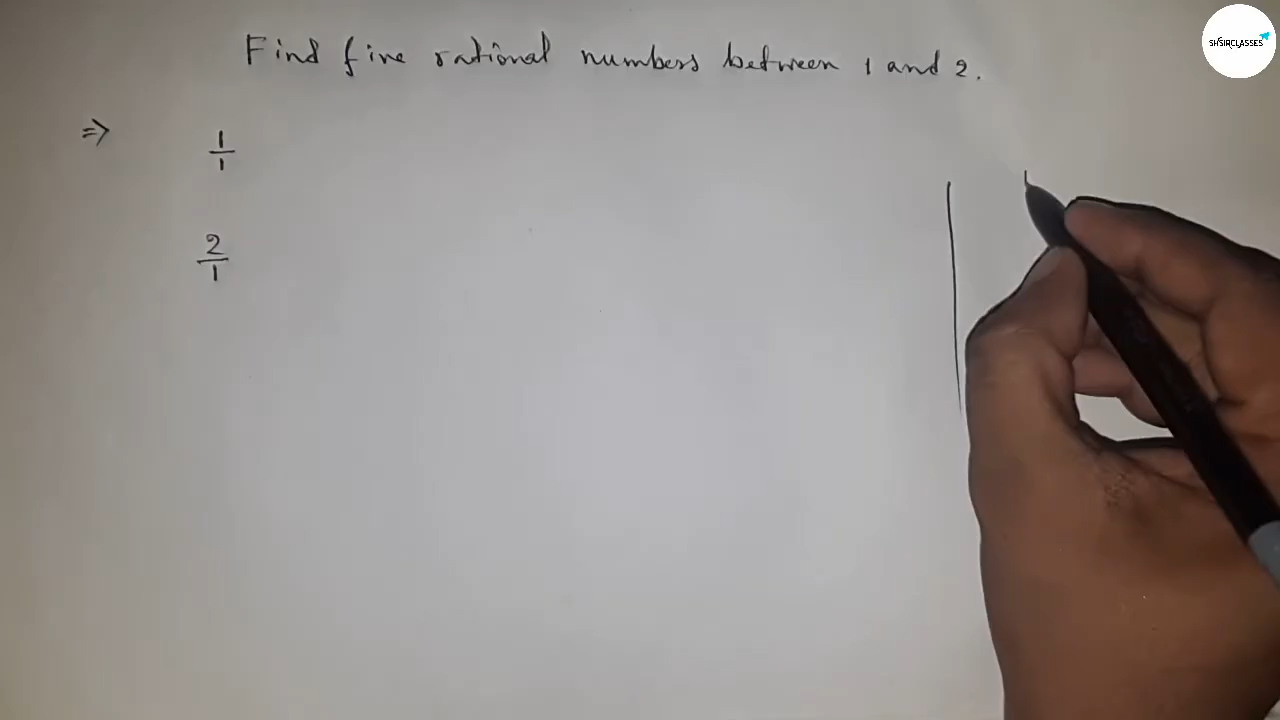 Find five rational numbers between 1 and 2.
⇒ 1/1
2/1
SHSIRCLASSES